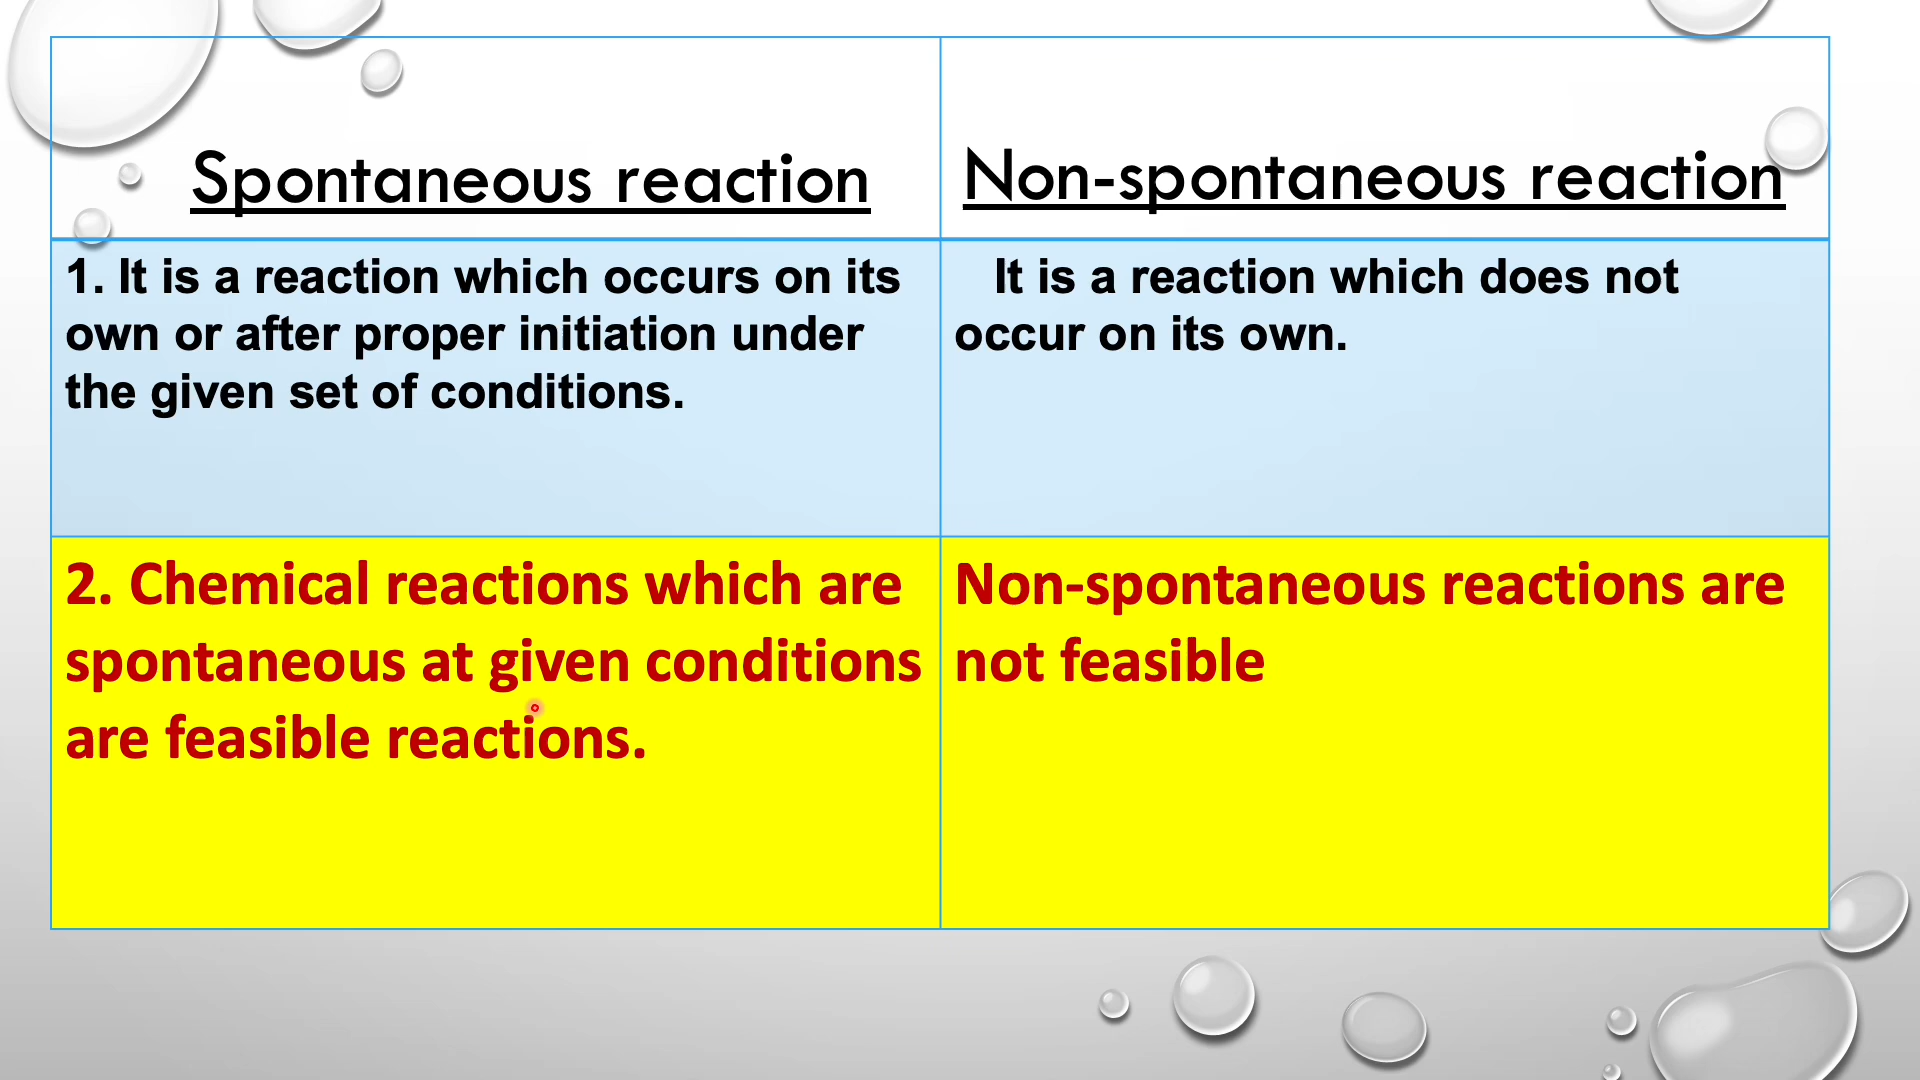 Spontaneous reaction
Non-spontaneous reaction
1. It is a reaction which occurs on its
own or after proper initiation under
the given set of conditions.
It is a reaction which does not
occur on its own.
2. Chemical reactions which are
spontaneous at given conditions
are feasible reactions.
Non-spontaneous reactions are
not feasible